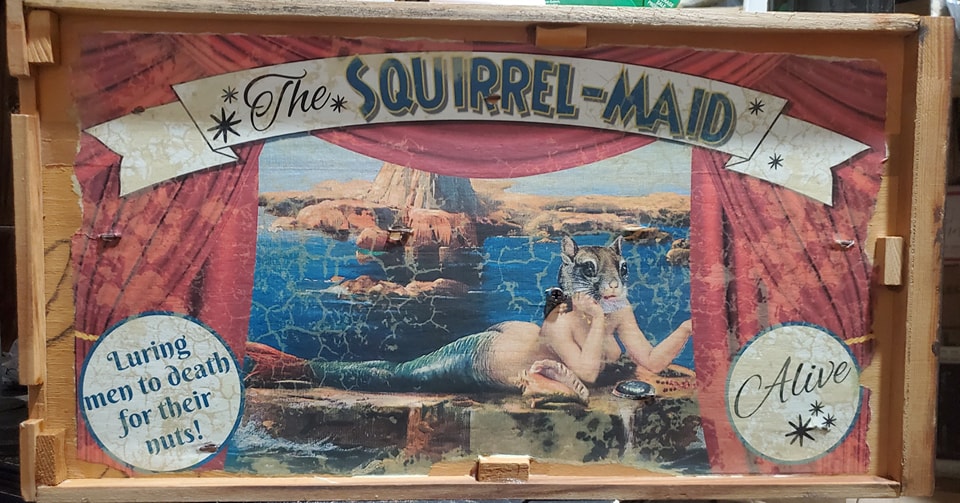 The SQUIRREL-MAID
Luring
men to death
for their
nuts!
Alive